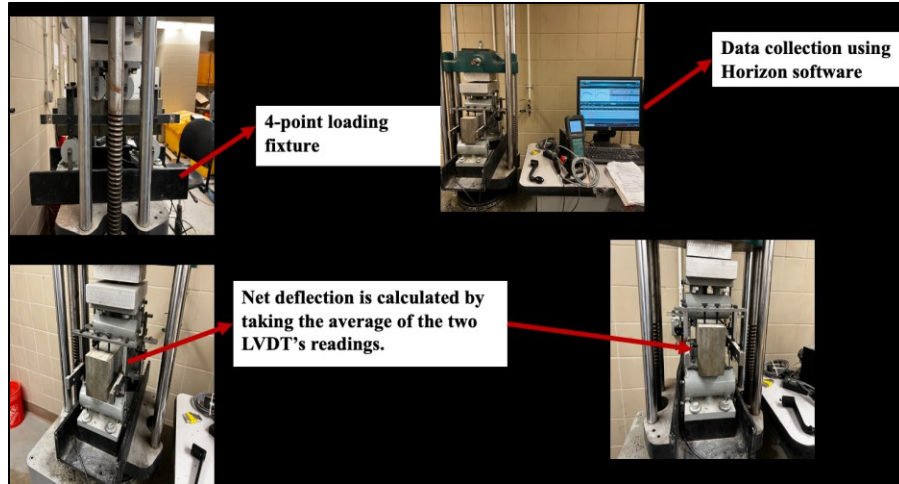 Data collection using
Horizon software
4-point loading
fixture
Net deflection is calculated by
taking the average of the two
LVDT's readings.